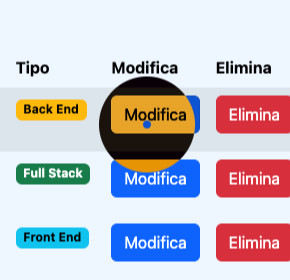 Tipo Modifica Elimina
Back End Modifica Elimina
Full Stack Modifica Elimina
Front End Modifica Elimina